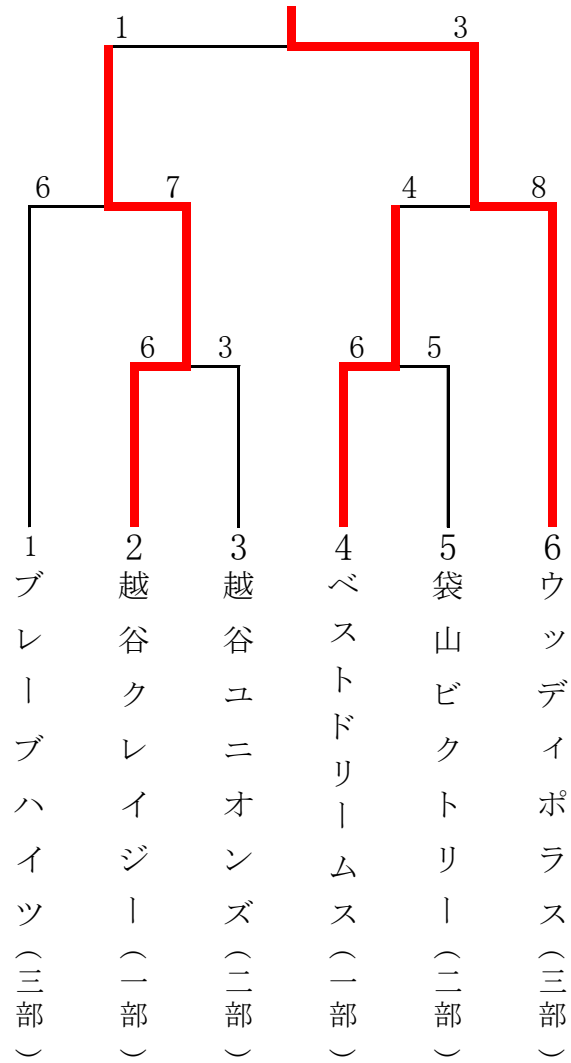 1
3
6
7
4
8
6
3
6
5
1
2
3
4
5
6
ブレーブハイツ(三部)
越谷クレイジー(一部)
越谷ユニオンズ(二部)
ベストドリームス(一部)
袋山ビクトリー(二部)
ウッディポラス(三部)